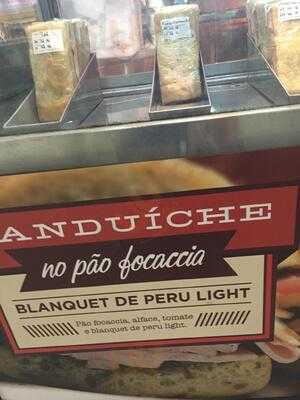 ANDUÍCHE
no pão focaccia
BLANQUET DE PERU LIGHT
Pão focaccia, alface, tomate
e blanquet de peru light.